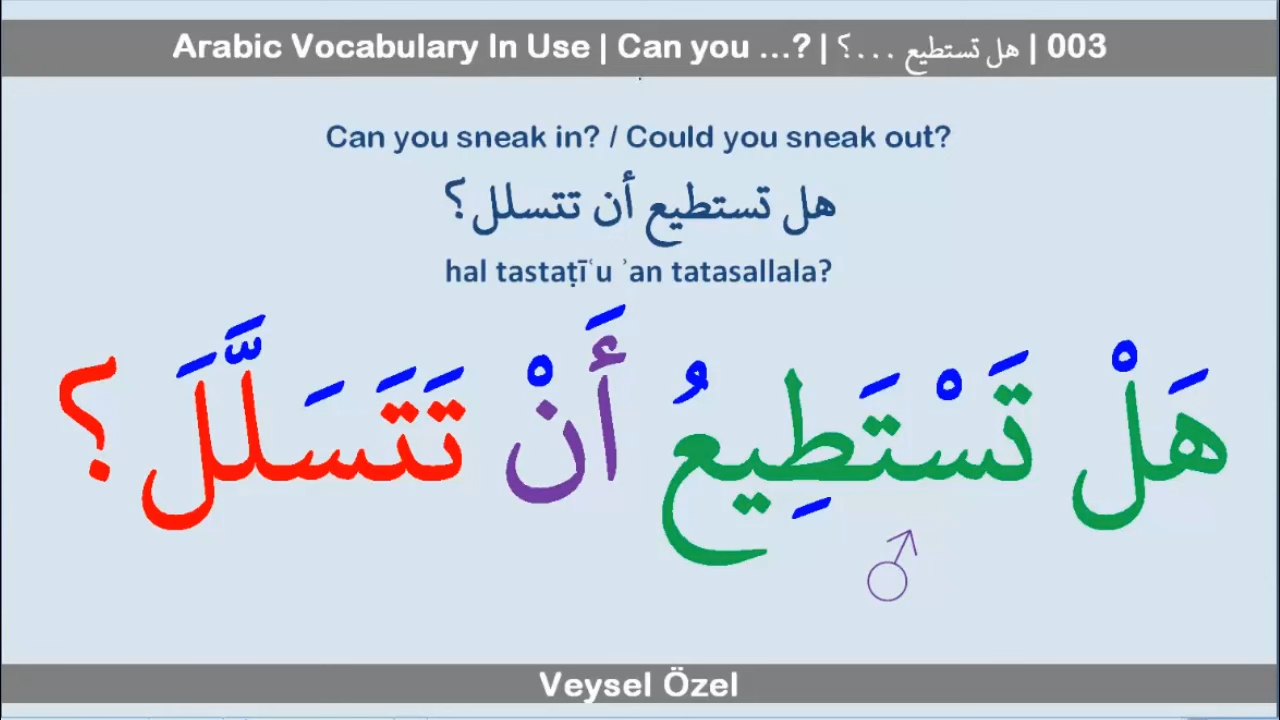 Arabic Vocabulary In Use | Can you ...? | هل تستطيع ...؟ | 003
Can you sneak in? / Could you sneak out?
هل تستطيع أن تتسلل؟
hal tastaṭīʿu ʾan tatasallala?
هَلْ تَسْتَطِيعُ أَنْ تَتَسَلَّلَ؟
Veysel Özel